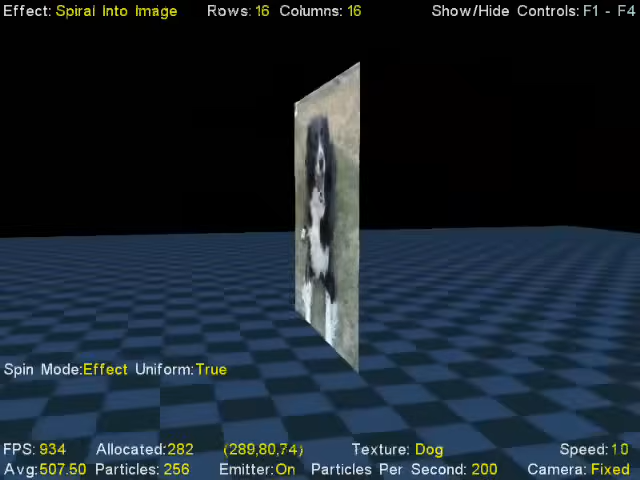 Effect: Spiral Into Image Rows: 16 Columns: 16 Show/Hide Controls: F1 - F4
Spin Mode:Effect Uniform:True
FPS: 934 Allocated:282 (289,80,74) Texture: Dog Speed:10
Avg:507.50 Particles: 256 Emitter:On Particles Per Second: 200 Camera: Fixed